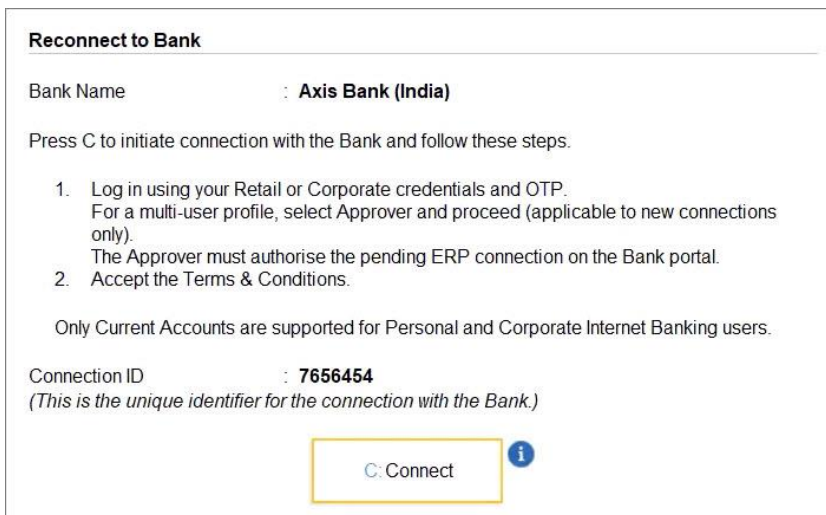 Reconnect to Bank
Bank Name : Axis Bank (India)
Press C to initiate connection with the Bank and follow these steps.
1. Log in using your Retail or Corporate credentials and OTP.
For a multi-user profile, select Approver and proceed (applicable to new connections
only).
The Approver must authorise the pending ERP connection on the Bank portal.
2. Accept the Terms & Conditions.
Only Current Accounts are supported for Personal and Corporate Internet Banking users.
Connection ID : 7656454
(This is the unique identifier for the connection with the Bank.)
C: Connect i